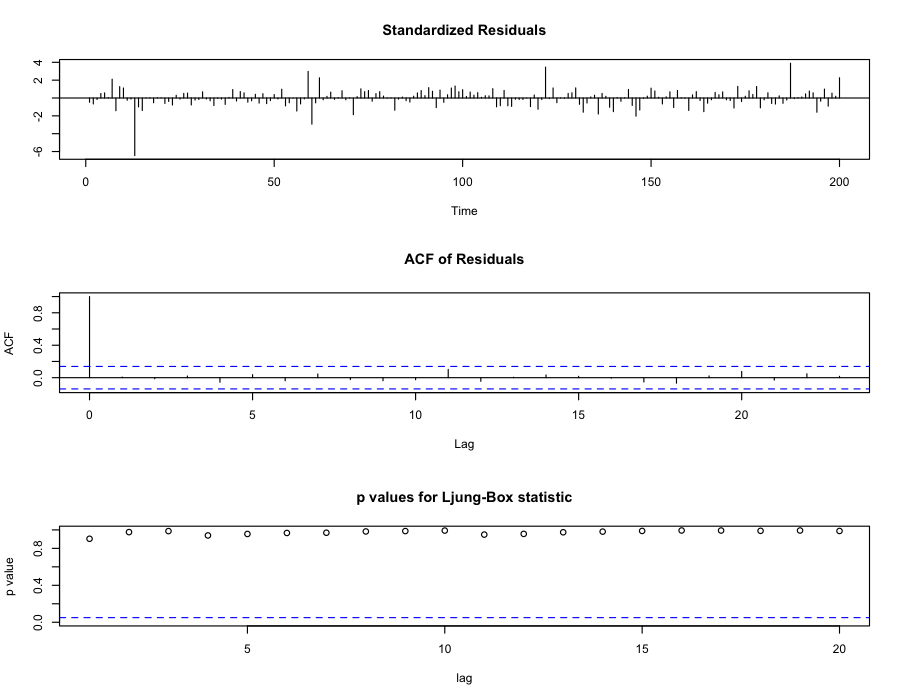 Standardized Residuals
4
2
-2
-6
0 50 100 150 200
Time
ACF of Residuals
ACF
0.8
0.4
0.0
0 5 10 15 20
Lag
p values for Ljung-Box statistic
p value
0.8
0.4
0.0
5 10 15 20
lag